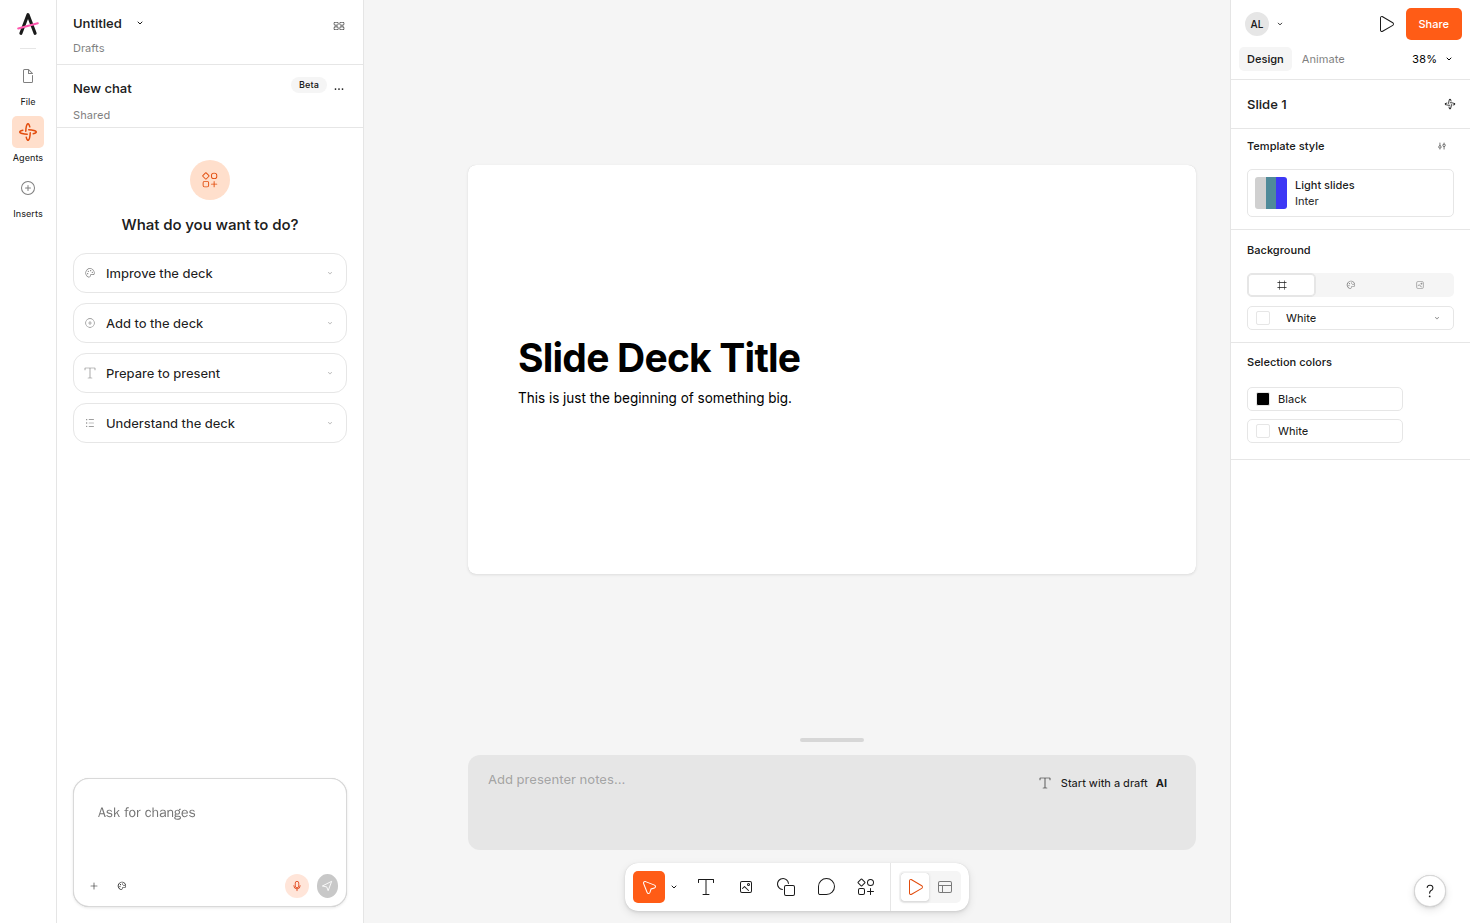 Untitled
Drafts
New chat
Beta
Shared
File
Agents
Inserts
What do you want to do?
Improve the deck
Add to the deck
Prepare to present
Understand the deck
Ask for changes
Slide Deck Title
This is just the beginning of something big.
Add presenter notes...
Start with a draft AI
AL
Share
Design
Animate
38%
Slide 1
Template style
Light slides
Inter
Background
White
Selection colors
Black
White
?